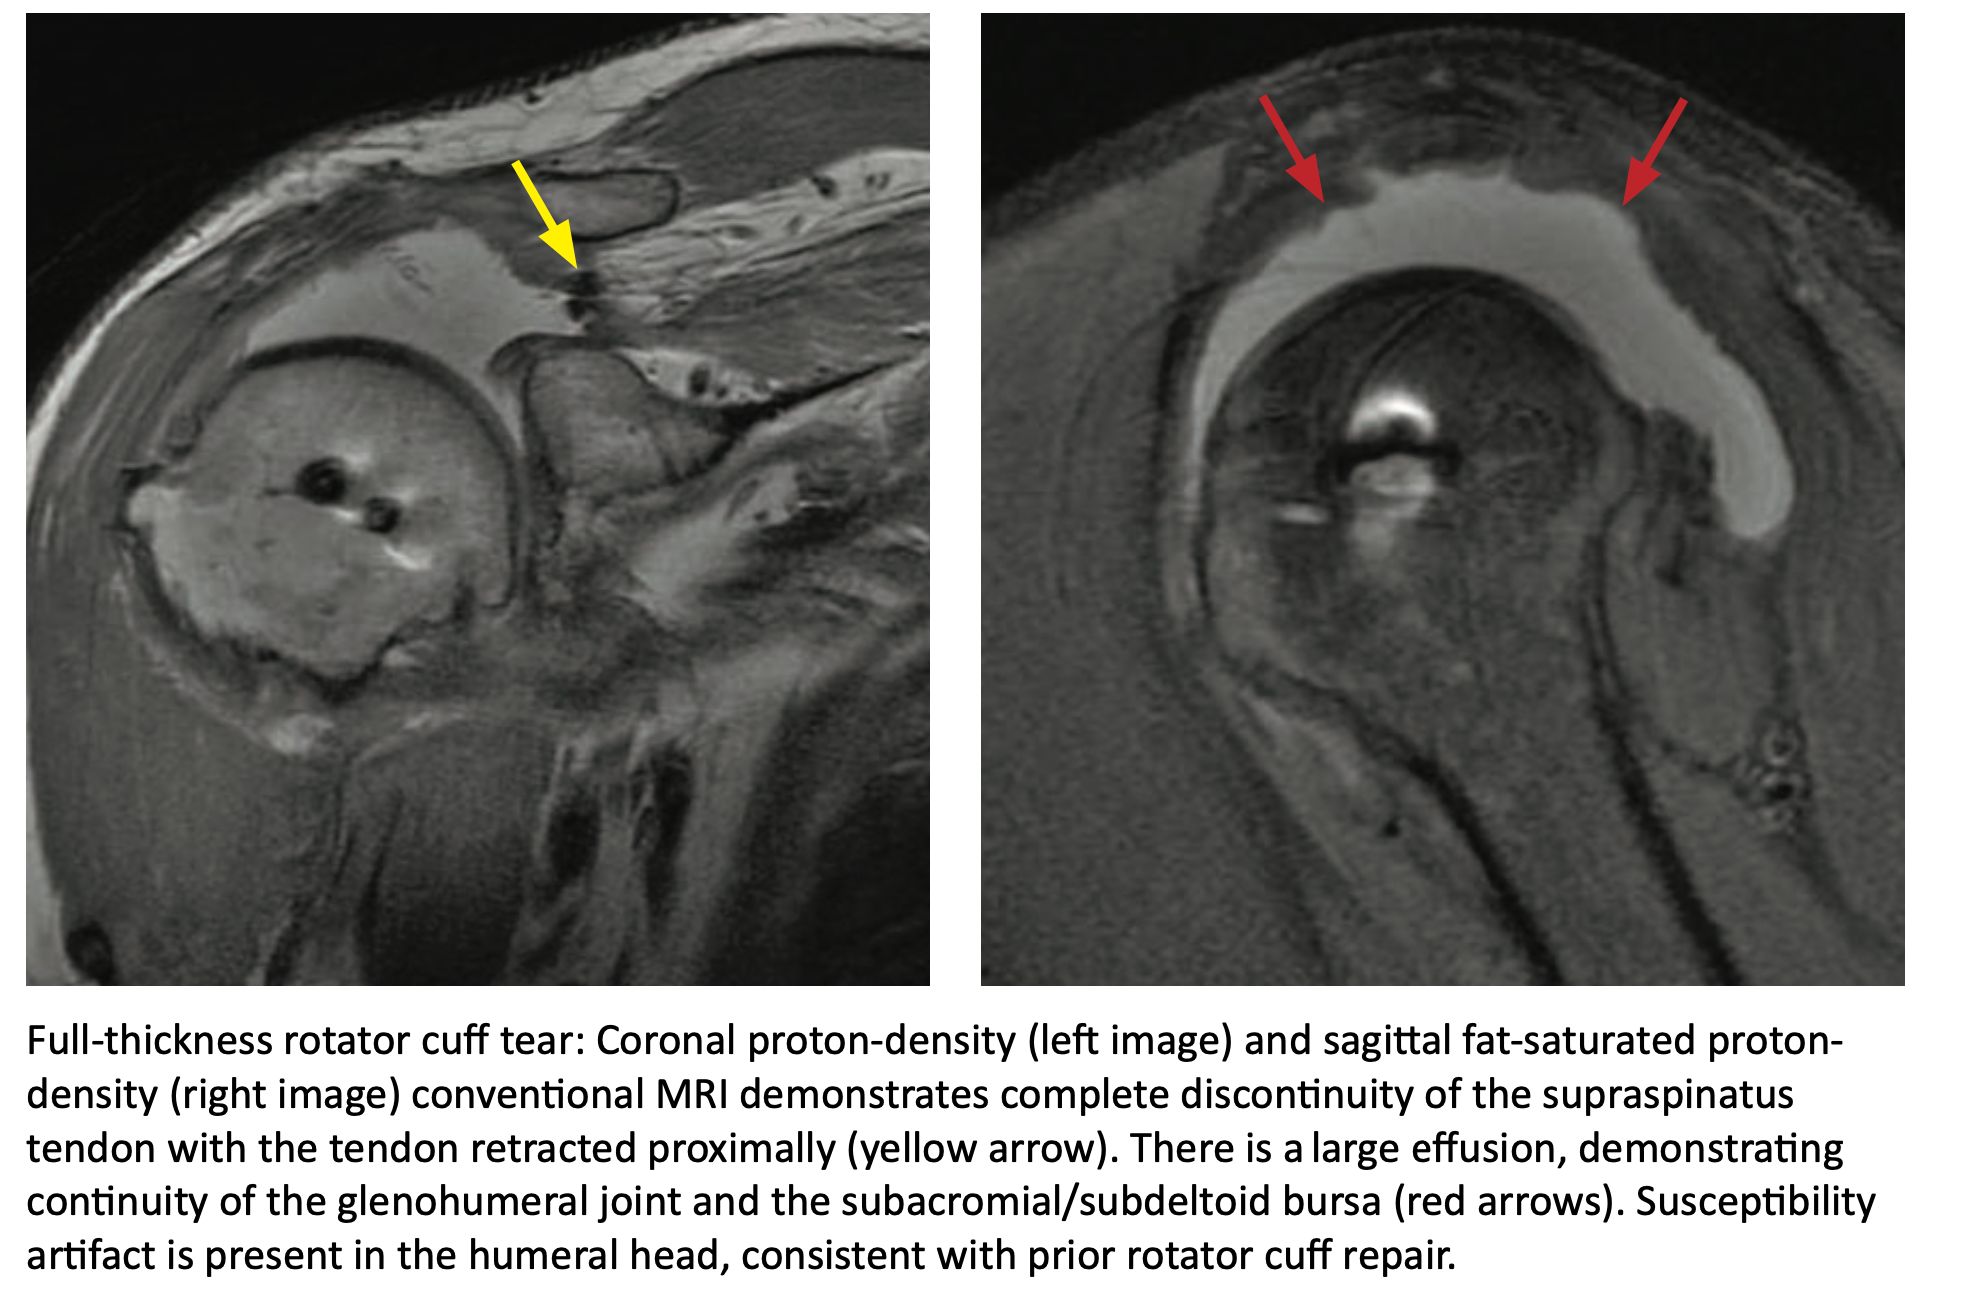 Full-thickness rotator cuff tear: Coronal proton-density (left image) and sagittal fat-saturated proton-
density (right image) conventional MRI demonstrates complete discontinuity of the supraspinatus
tendon with the tendon retracted proximally (yellow arrow). There is a large effusion, demonstrating
continuity of the glenohumeral joint and the subacromial/subdeltoid bursa (red arrows). Susceptibility
artifact is present in the humeral head, consistent with prior rotator cuff repair.